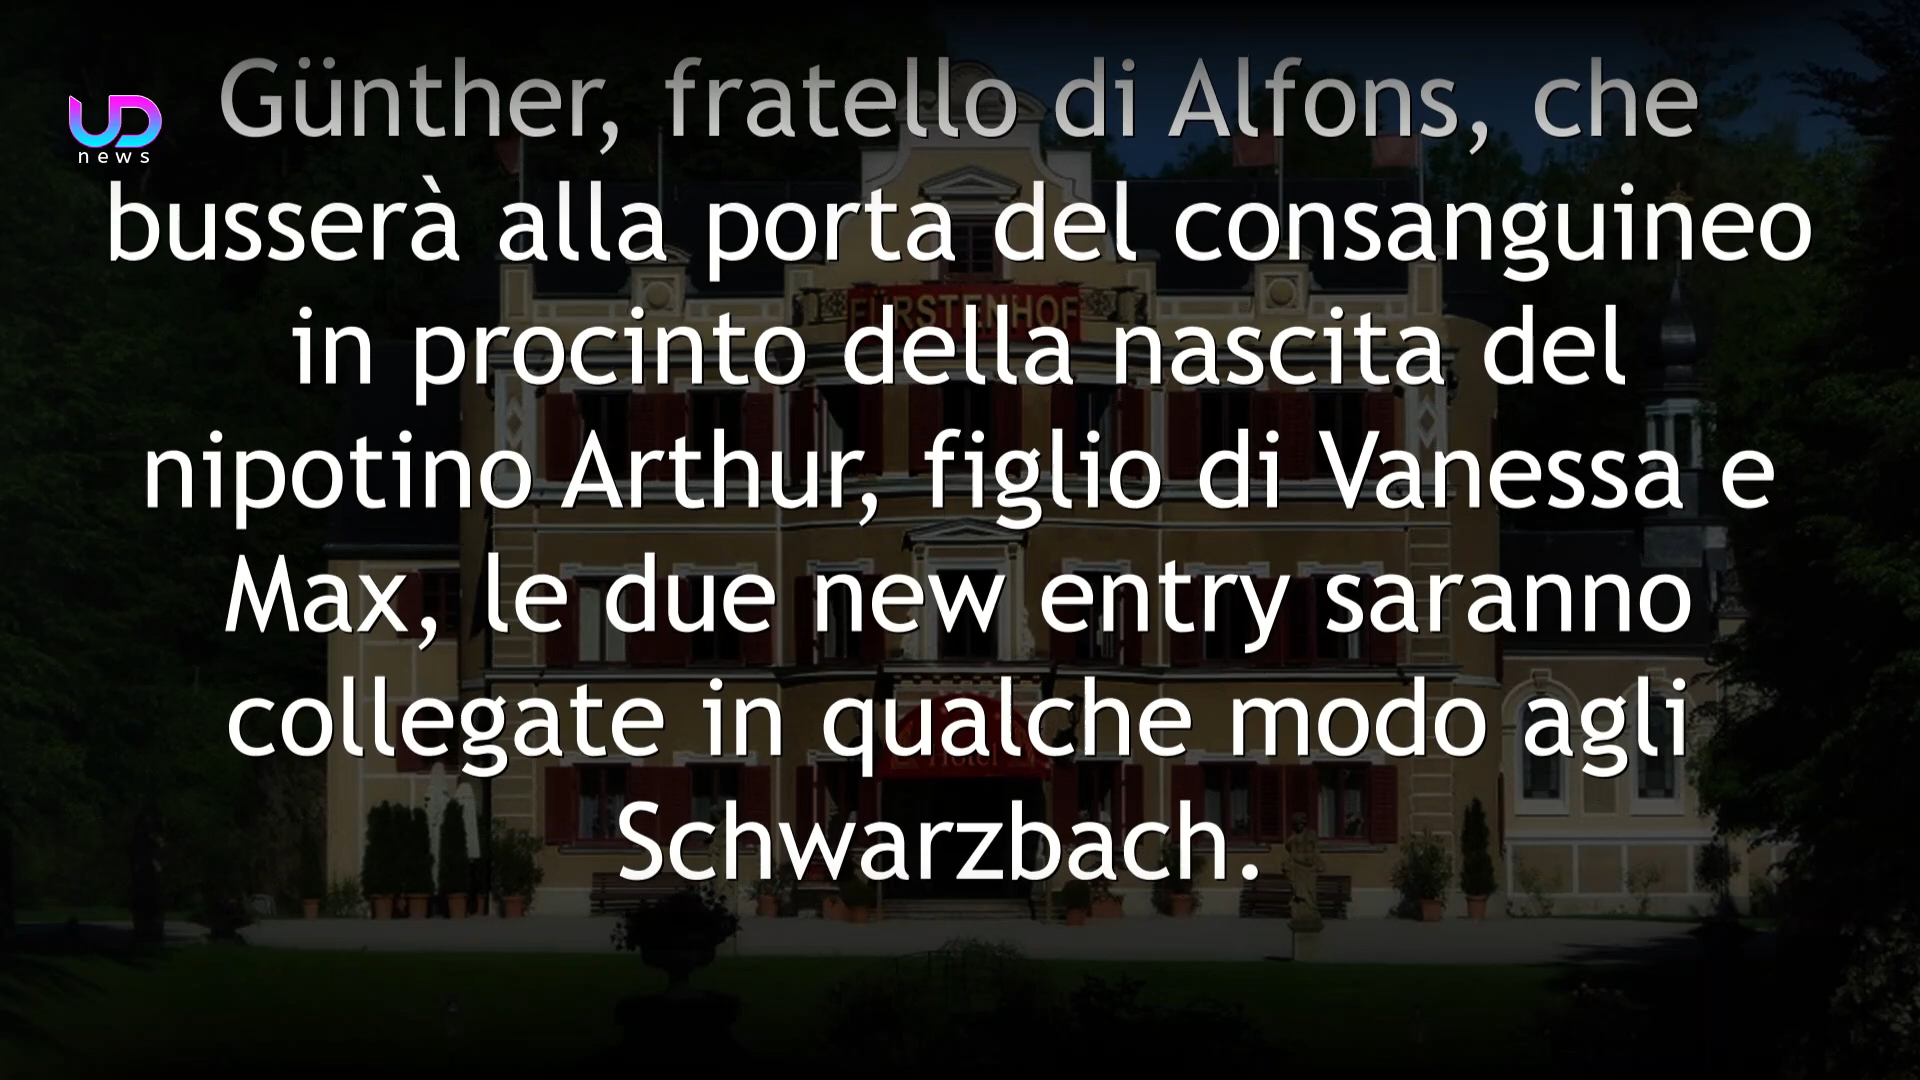 UD
news
Günther, fratello di Alfons, che
busserà alla porta del consanguineo
in procinto della nascita del
nipotino Arthur, figlio di Vanessa e
Max, le due new entry saranno
collegate in qualche modo agli
Schwarzbach.
FÜRSTENHOF
Hotel